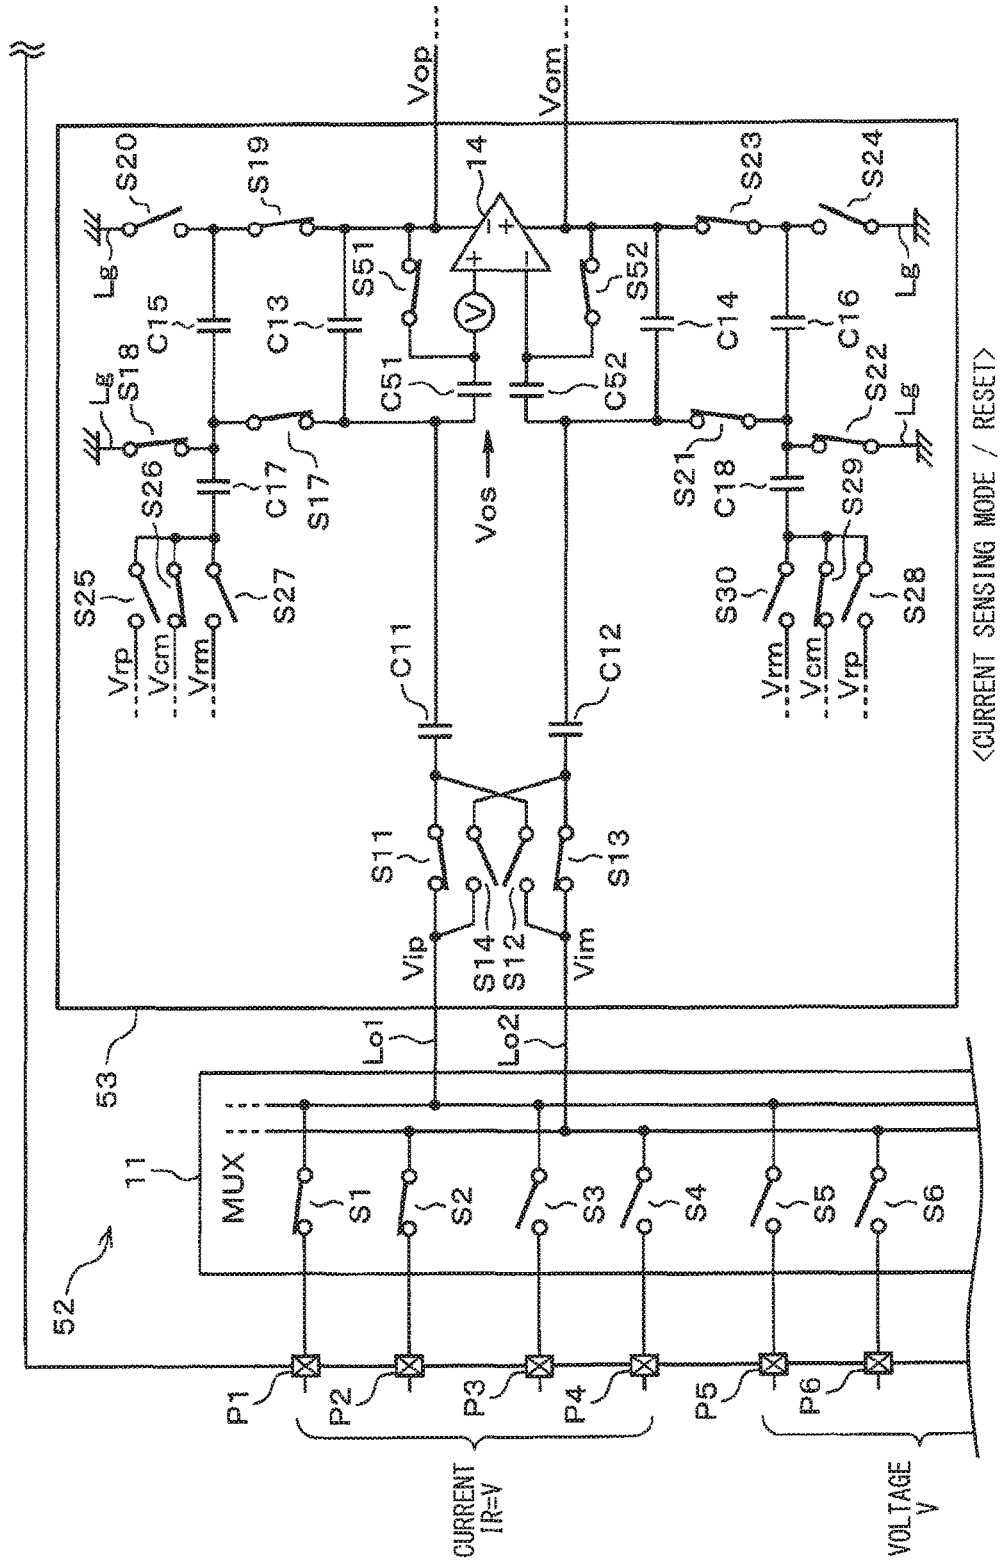 52
53
11
MUX
P1
P2
P3
P4
P5
P6
CURRENT
IR=V
VOLTAGE
V
S1
S2
S3
S4
S5
S6
Lo1
Lo2
Vip
Vim
S11
S14
S12
S13
C11
C12
Vrp
Vcm
Vrm
S25
S26
S27
C17
Lg
S18
S17
C15
C13
Lg
S20
S19
S51
C51
Vos
V
+
-
-
+
14
C52
S52
C14
C16
S21
C18
S22
Lg
S23
S24
Lg
S30
S29
S28
Vrm
Vcm
Vrp
Vop
Vom
<CURRENT SENSING MODE / RESET>